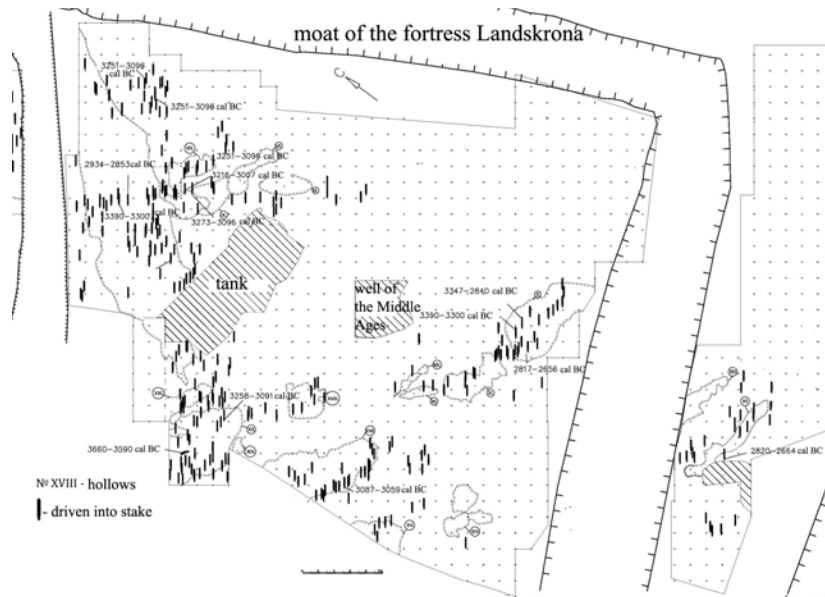 moat of the fortress Landskrona
3251–3096
cal BC
3251–3096 cal BC
2934–2853cal BC
3251–3096 cal BC
3216–3007 cal BC
3390–3300 cal BC
3273–3096 cal BC
tank
well of
the Middle
Ages
3347–2840 cal BC
3390–3300
cal BC
2817–2656 cal BC
3258–3091 cal BC
3660–3590
cal BC
2820–2664 cal BC
3087–3059 cal BC
№ XVIII - hollows
- driven into stake